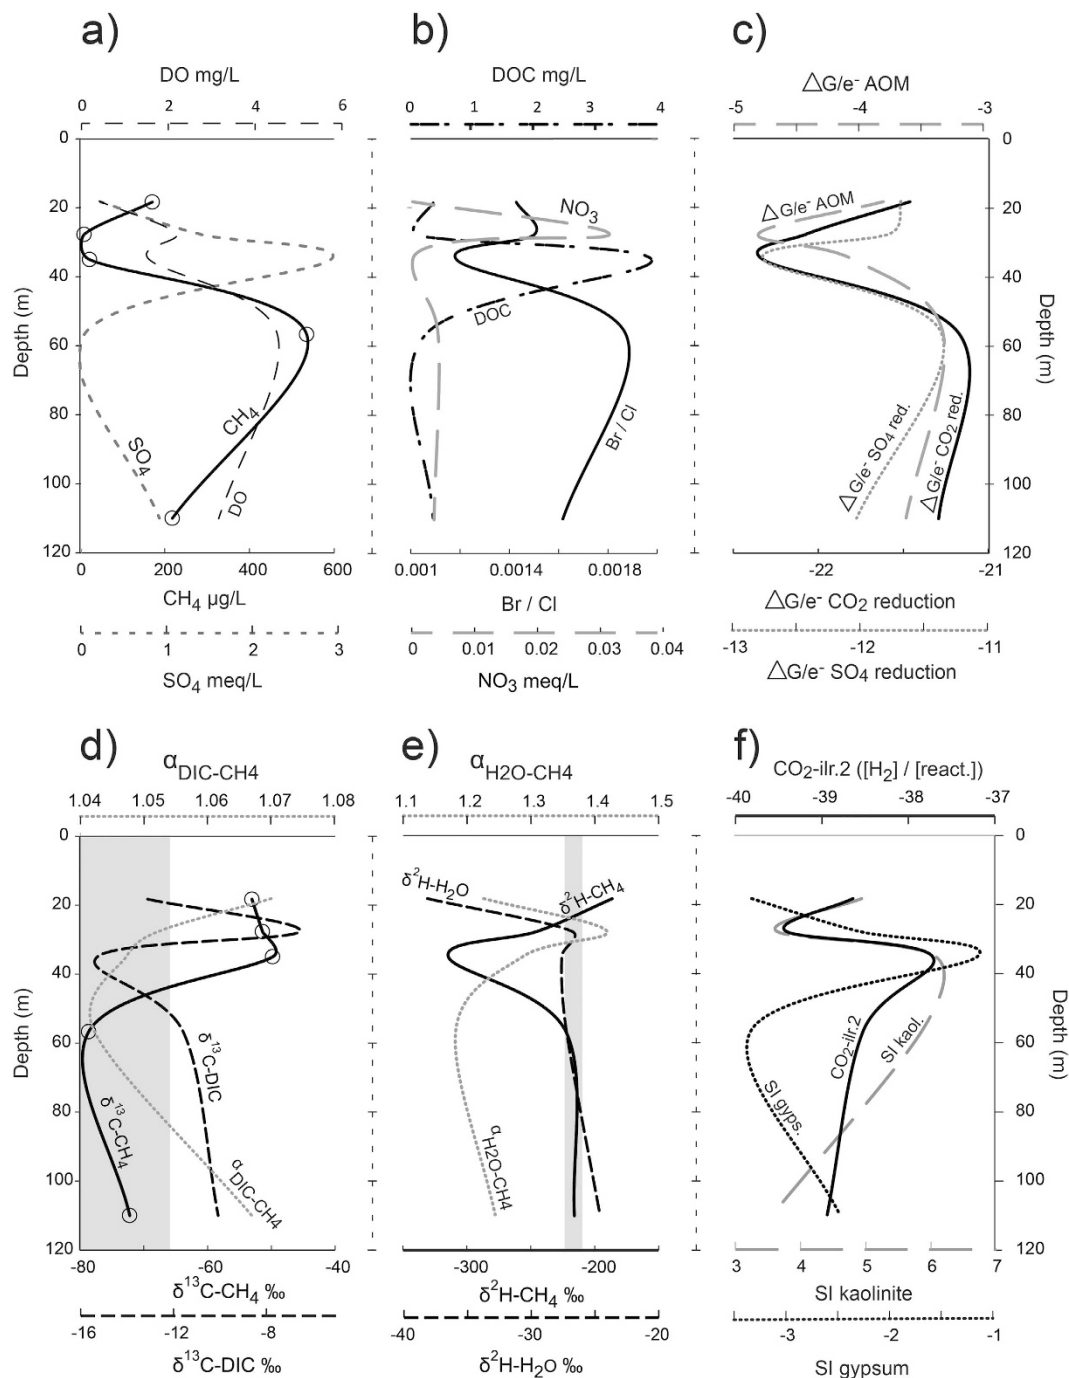 a)
b)
c)
DO mg/L
DOC mg/L
△G/e⁻ AOM
0 1 2 3 4 5 6
0 1 2 3 4
-5 -4 -3
0
20
40
60
80
100
120
Depth (m)
CH₄
SO₄
DO
NO₃
DOC
Br / Cl
△G/e⁻ AOM
△G/e⁻ SO₄ red.
△G/e⁻ CO₂ red.
0
20
40
60
80
100
120
Depth (m)
0 200 400 600
0.001 0.0014 0.0018
-22 -21
CH₄ µg/L
Br / Cl
△G/e⁻ CO₂ reduction
0 1 2 3
0 0.01 0.02 0.03 0.04
-13 -12 -11
SO₄ meq/L
NO₃ meq/L
△G/e⁻ SO₄ reduction
d)
e)
f)
α DIC-CH4
α H2O-CH4
CO₂-ilr.2 ([H₂] / [react.])
1.04 1.05 1.06 1.07 1.08
1.1 1.2 1.3 1.4 1.5
-40 -39 -38 -37
0
20
40
60
80
100
120
Depth (m)
δ¹³C-DIC
δ¹³C-CH₄
α DIC-CH4
δ²H-H₂O
δ²H-CH₄
α H2O-CH4
CO₂-ilr.2
SI kaol.
SI gyps.
0
20
40
60
80
100
120
Depth (m)
-80 -60 -40
-300 -200
3 4 5 6 7
δ¹³C-CH₄ ‰
δ²H-CH₄ ‰
SI kaolinite
-16 -12 -8
-40 -30 -20
-3 -2 -1
δ¹³C-DIC ‰
δ²H-H₂O ‰
SI gypsum